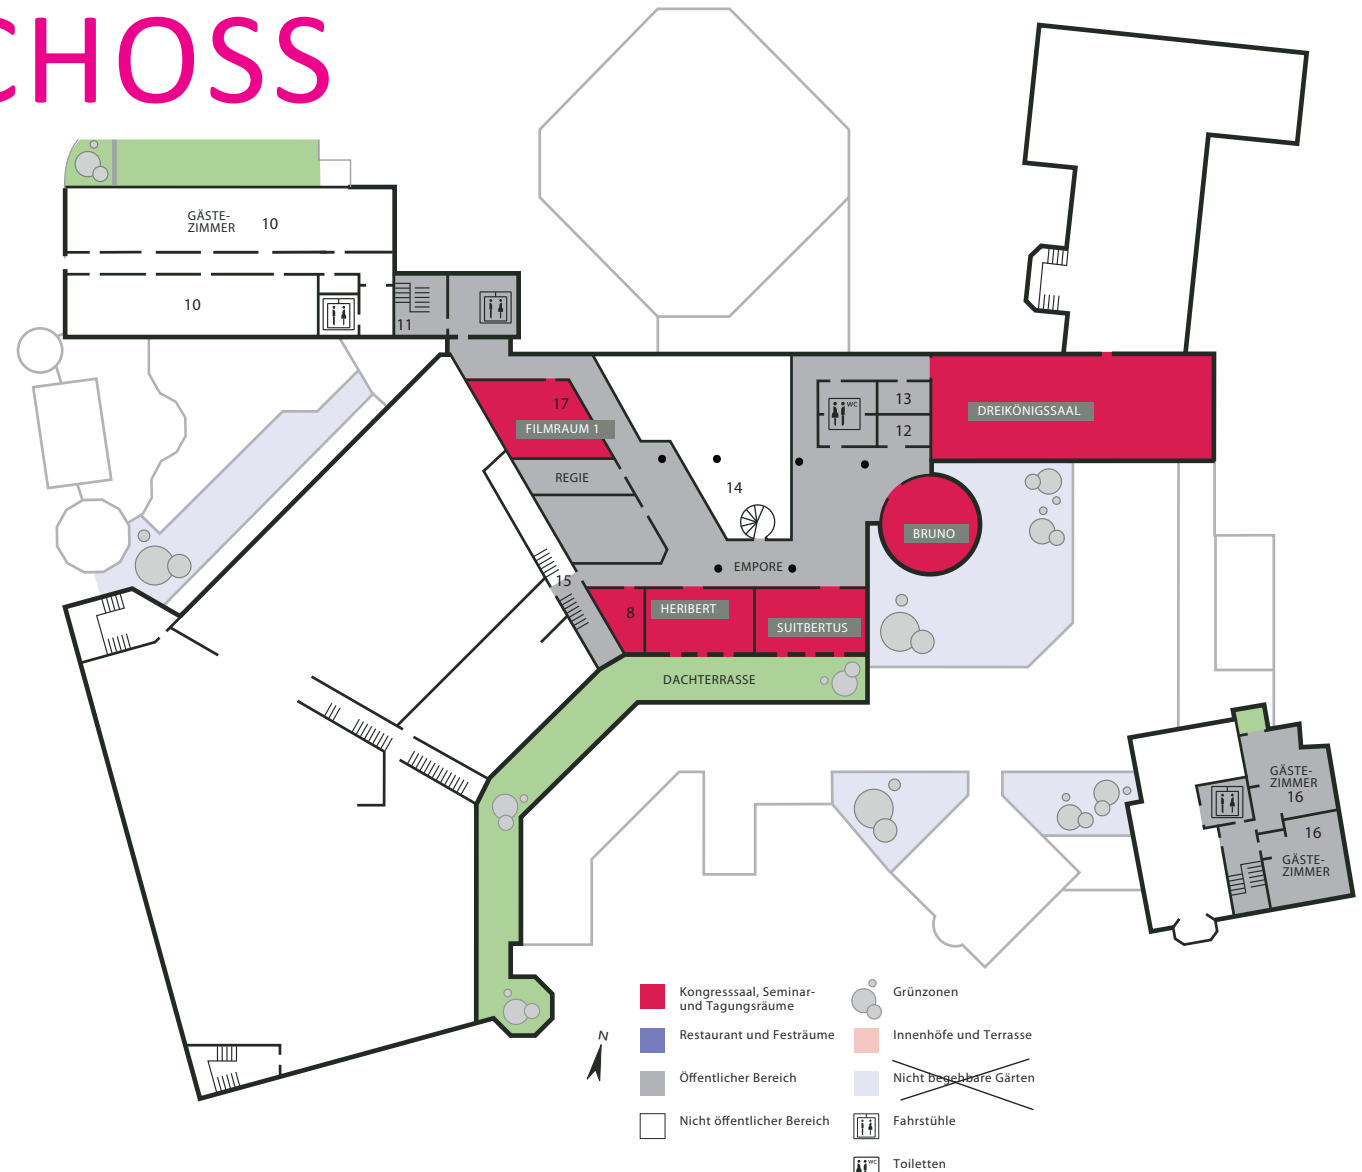 CHOSS
GÄSTE-
ZIMMER
10
10
11
17
FILMRAUM 1
REGIE
14
WC
13
12
DREIKÖNIGSSAAL
BRUNO
EMPORE
15
8
HERIBERT
SUITBERTUS
DACHTERRASSE
GÄSTE-
ZIMMER
16
16
GÄSTE-
ZIMMER
N
Kongresssaal, Seminar-
und Tagungsräume
Restaurant und Festräume
Öffentlicher Bereich
Nicht öffentlicher Bereich
Grünzonen
Innenhöfe und Terrasse
Nicht begehbare Gärten
Fahrstühle
WC
Toiletten